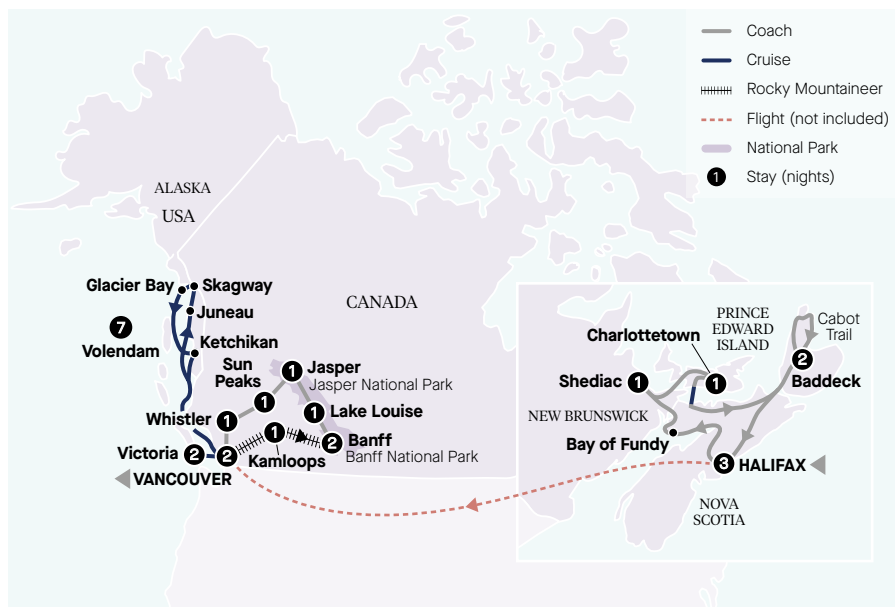 Coach
Cruise
Rocky Mountaineer
Flight (not included)
National Park
1 Stay (nights)
ALASKA
USA
CANADA
Glacier Bay
Skagway
Juneau
7
Volendam
Ketchikan
Sun
Peaks
1
1
Jasper
Jasper National Park
Whistler
1
1
Lake Louise
Victoria
2
2
1
Kamloops
2
Banff
Banff National Park
VANCOUVER
PRINCE
EDWARD
ISLAND
Cabot
Trail
Charlottetown
1
2
Baddeck
Shediac
1
NEW BRUNSWICK
Bay of Fundy
3
HALIFAX
NOVA
SCOTIA